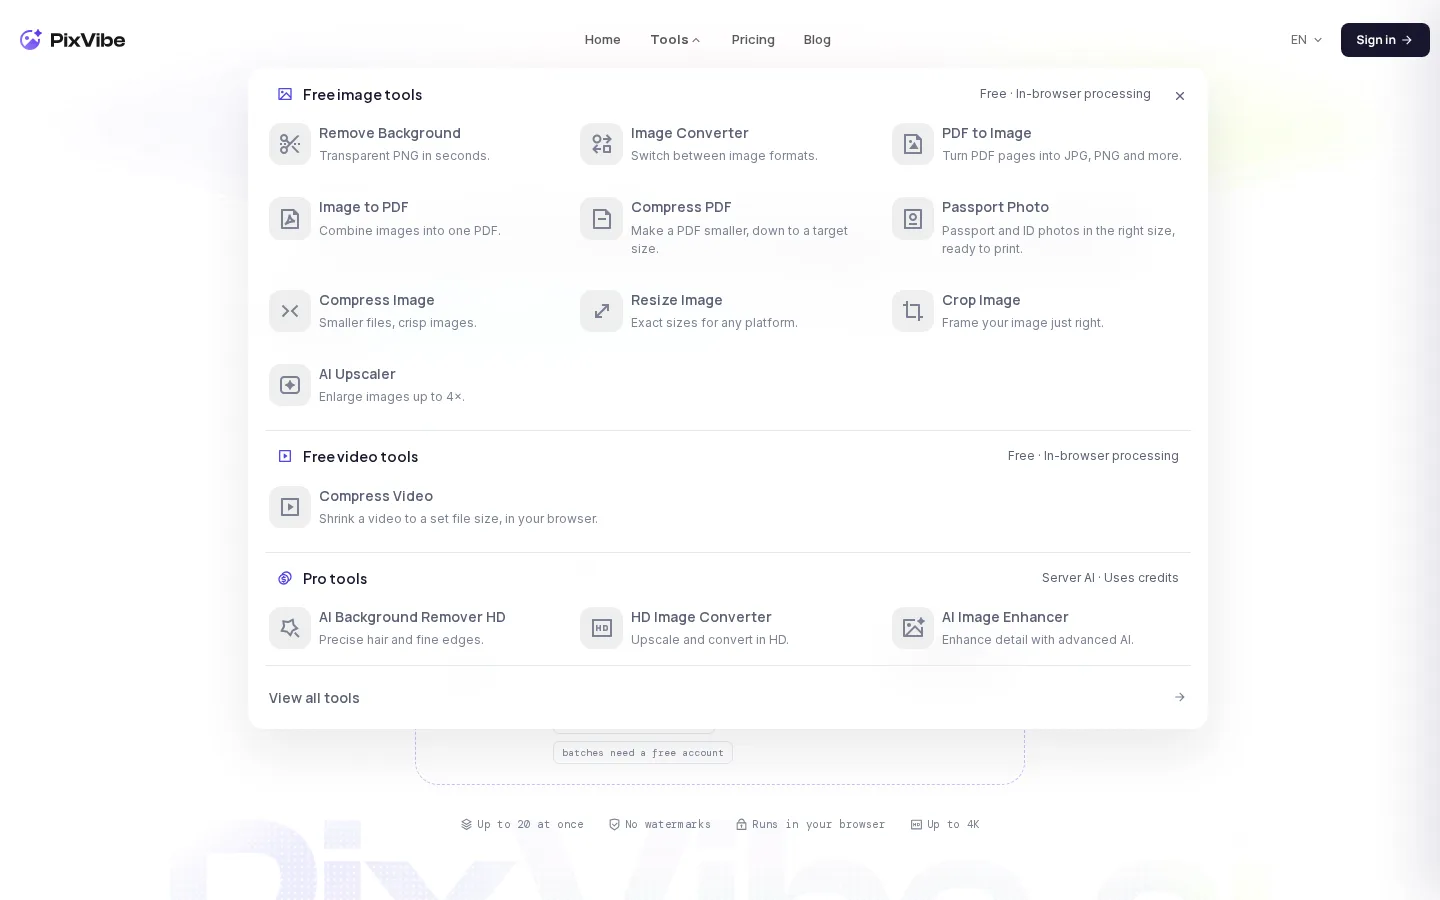 PixVibe
Home
Tools
Pricing
Blog
EN
Sign in
Free image tools
Free · In-browser processing
Remove Background
Transparent PNG in seconds.
Image Converter
Switch between image formats.
PDF to Image
Turn PDF pages into JPG, PNG and more.
Image to PDF
Combine images into one PDF.
Compress PDF
Make a PDF smaller, down to a target
size.
Passport Photo
Passport and ID photos in the right size,
ready to print.
Compress Image
Smaller files, crisp images.
Resize Image
Exact sizes for any platform.
Crop Image
Frame your image just right.
AI Upscaler
Enlarge images up to 4×.
Free video tools
Free · In-browser processing
Compress Video
Shrink a video to a set file size, in your browser.
Pro tools
Server AI · Uses credits
AI Background Remover HD
Precise hair and fine edges.
HD Image Converter
Upscale and convert in HD.
AI Image Enhancer
Enhance detail with advanced AI.
View all tools
batches need a free account
Up to 20 at once
No watermarks
Runs in your browser
Up to 4K